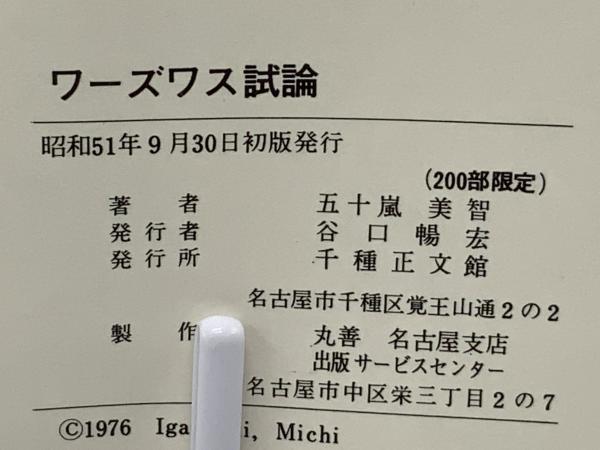 ワーズワス試論
昭和51年9月30日初版発行
(200部限定)
著者 五十嵐美智
発行者 谷口暢宏
発行所 千種正文館
名古屋市千種区覚王山通2の2
製作 丸善 名古屋支店
出版サービスセンター
名古屋市中区栄三丁目2の7
©1976 Iga i, Michi